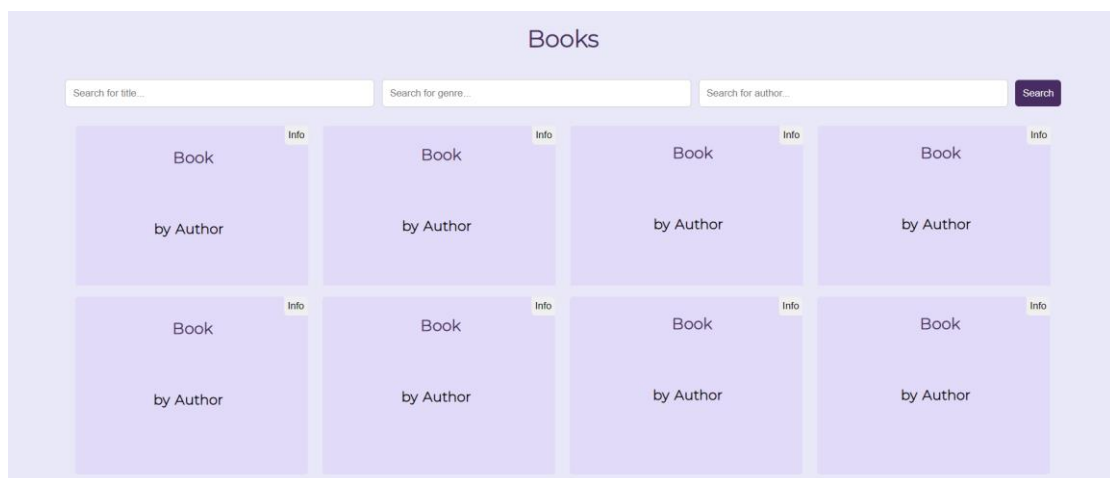 Books
Search for title...
Search for genre...
Search for author...
Search
Info
Info
Info
Info
Book
Book
Book
Book
by Author
by Author
by Author
by Author
Info
Info
Info
Info
Book
Book
Book
Book
by Author
by Author
by Author
by Author